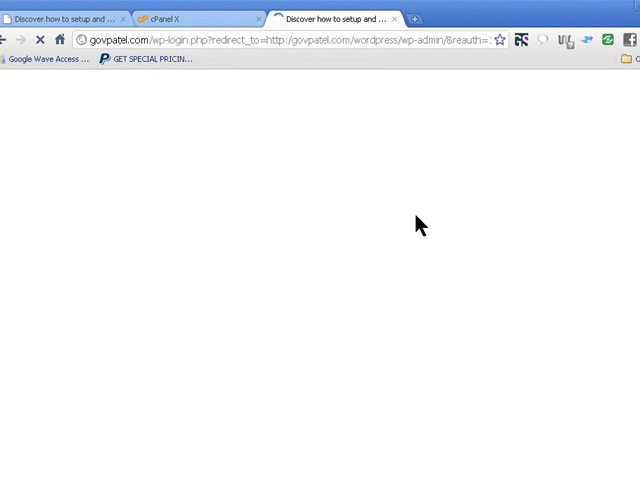 Discover how to setup and ... cPanel X Discover how to setup and ...
govpatel.com/wp-login.php?redirect_to=http:/govpatel.com/wordpress/wp-admin/&reauth=
Google Wave Access ... GET SPECIAL PRICIN...